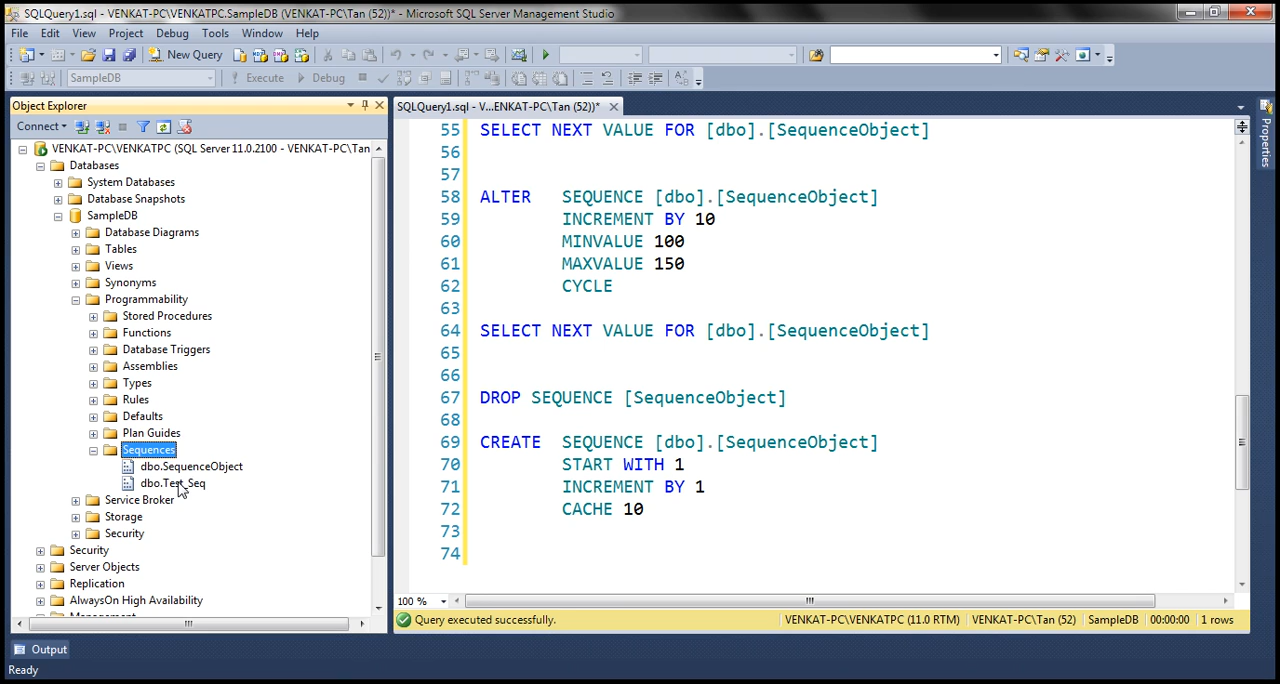 SQLQuery1.sql - VENKAT-PC\VENKATPC.SampleDB (VENKAT-PC\Tan (52))* - Microsoft SQL Server Management Studio
File Edit View Project Debug Tools Window Help
New Query
SampleDB Execute Debug
Object Explorer
Connect
VENKAT-PC\VENKATPC (SQL Server 11.0.2100 - VENKAT-PC\Tan
Databases
System Databases
Database Snapshots
SampleDB
Database Diagrams
Tables
Views
Synonyms
Programmability
Stored Procedures
Functions
Database Triggers
Assemblies
Types
Rules
Defaults
Plan Guides
Sequences
dbo.SequenceObject
dbo.Test_Seq
Service Broker
Storage
Security
Security
Server Objects
Replication
AlwaysOn High Availability
Management
SQLQuery1.sql - V...ENKAT-PC\Tan (52))*
55 SELECT NEXT VALUE FOR [dbo].[SequenceObject]
56
57
58 ALTER SEQUENCE [dbo].[SequenceObject]
59 INCREMENT BY 10
60 MINVALUE 100
61 MAXVALUE 150
62 CYCLE
63
64 SELECT NEXT VALUE FOR [dbo].[SequenceObject]
65
66
67 DROP SEQUENCE [SequenceObject]
68
69 CREATE SEQUENCE [dbo].[SequenceObject]
70 START WITH 1
71 INCREMENT BY 1
72 CACHE 10
73
74
100 %
Query executed successfully. VENKAT-PC\VENKATPC (11.0 RTM) VENKAT-PC\Tan (52) SampleDB 00:00:00 1 rows
Properties
Output
Ready